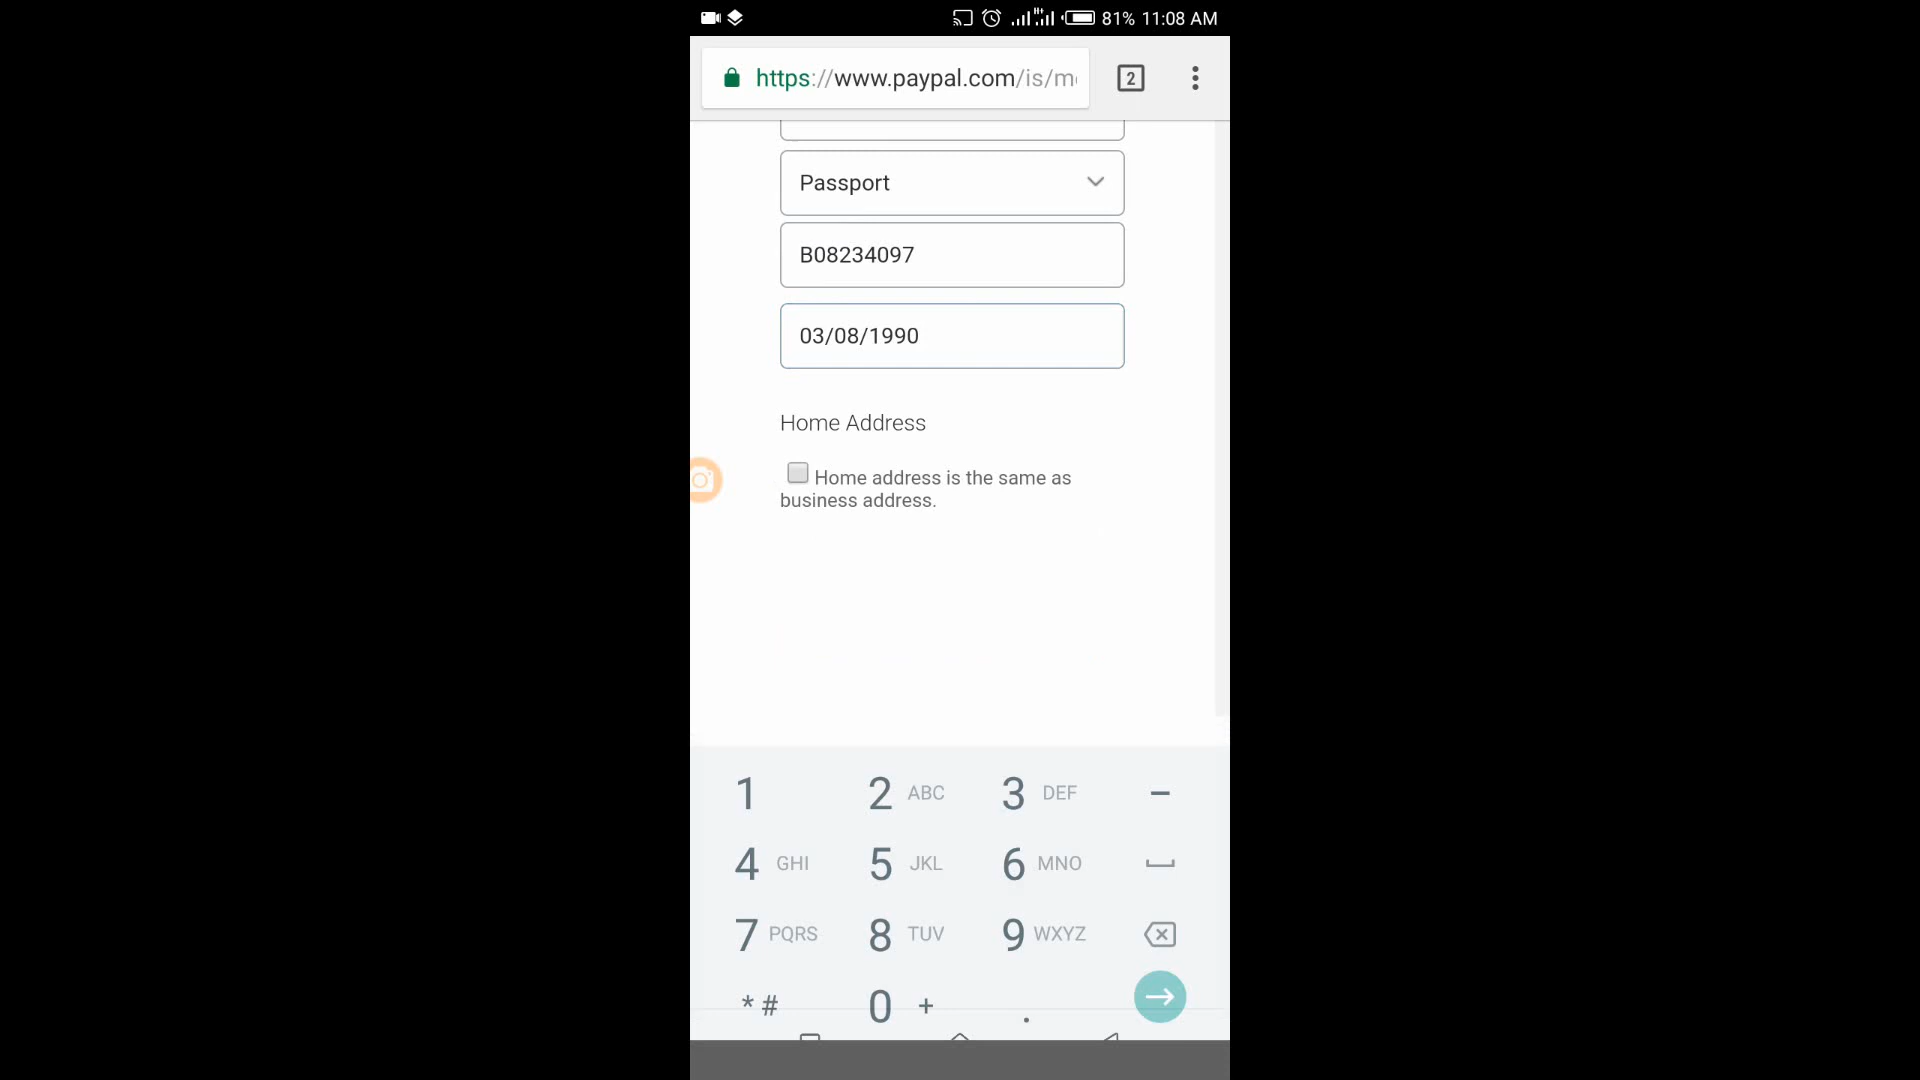 81% 11:08 AM
https://www.paypal.com/is/m
2
Passport
B08234097
03/08/1990
Home Address
Home address is the same as
business address.
1 2 ABC 3 DEF –
4 GHI 5 JKL 6 MNO
7 PQRS 8 TUV 9 WXYZ
* # 0 + .